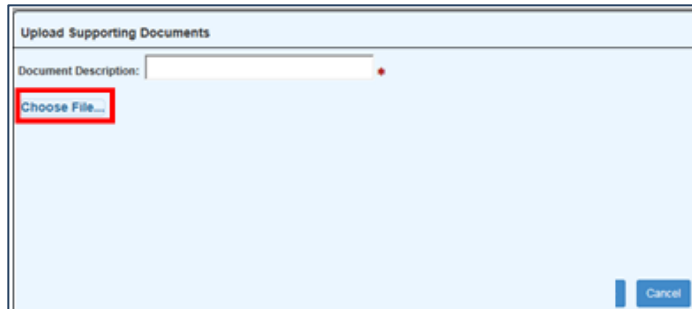 Upload Supporting Documents
Document Description:
Choose File...
Cancel